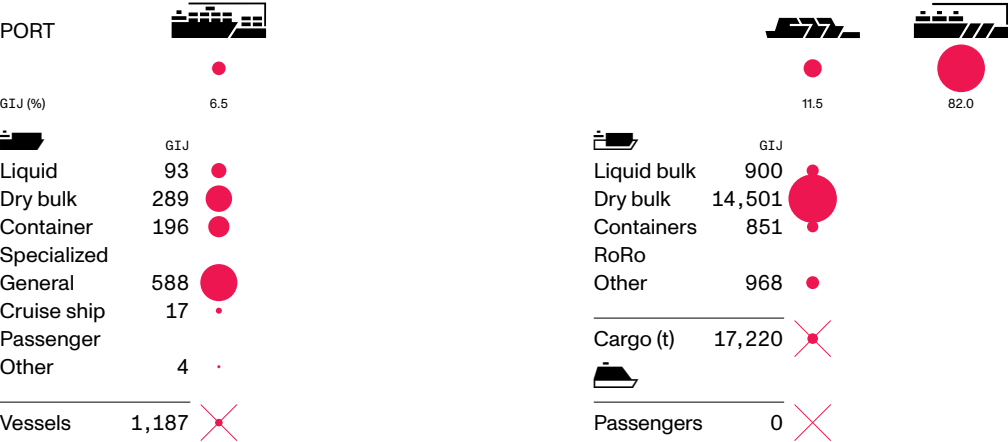 PORT
GIJ (%) 6.5 11.5 82.0
GIJ GIJ
Liquid 93 Liquid bulk 900
Dry bulk 289 Dry bulk 14,501
Container 196 Containers 851
Specialized RoRo
General 588 Other 968
Cruise ship 17
Passenger Cargo (t) 17,220
Other 4
Vessels 1,187 Passengers 0